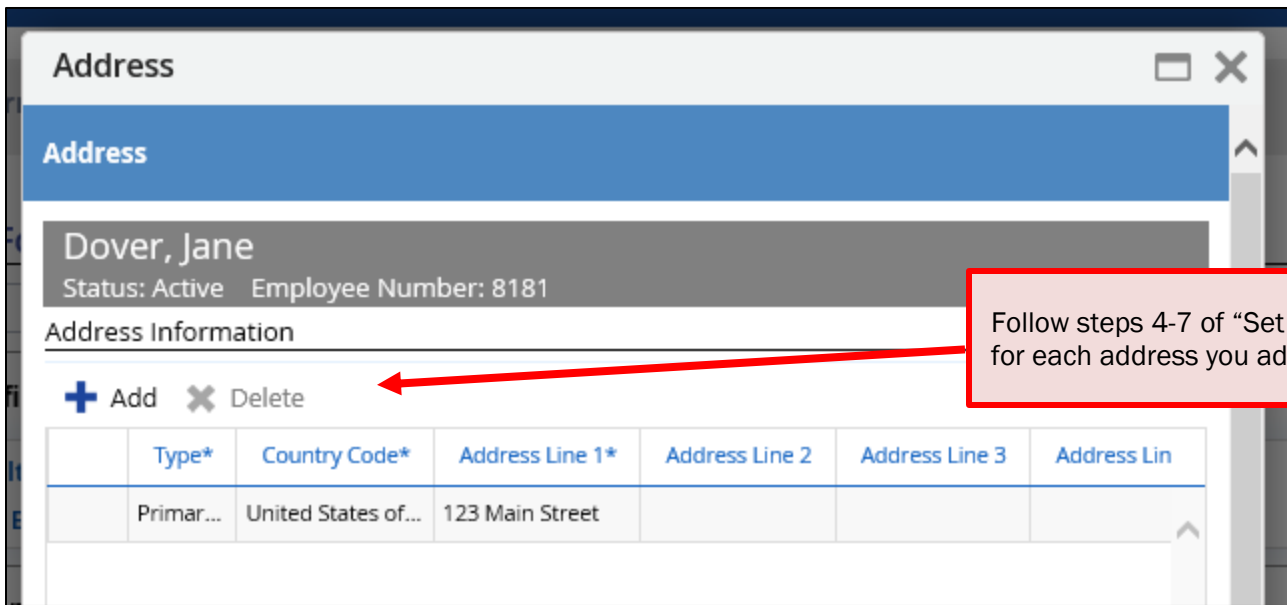 Address
Address
Dover, Jane
Status: Active Employee Number: 8181
Address Information
Follow steps 4-7 of “Set
for each address you ad
Add Delete
Type* Country Code* Address Line 1* Address Line 2 Address Line 3 Address Lin
Primar... United States of... 123 Main Street